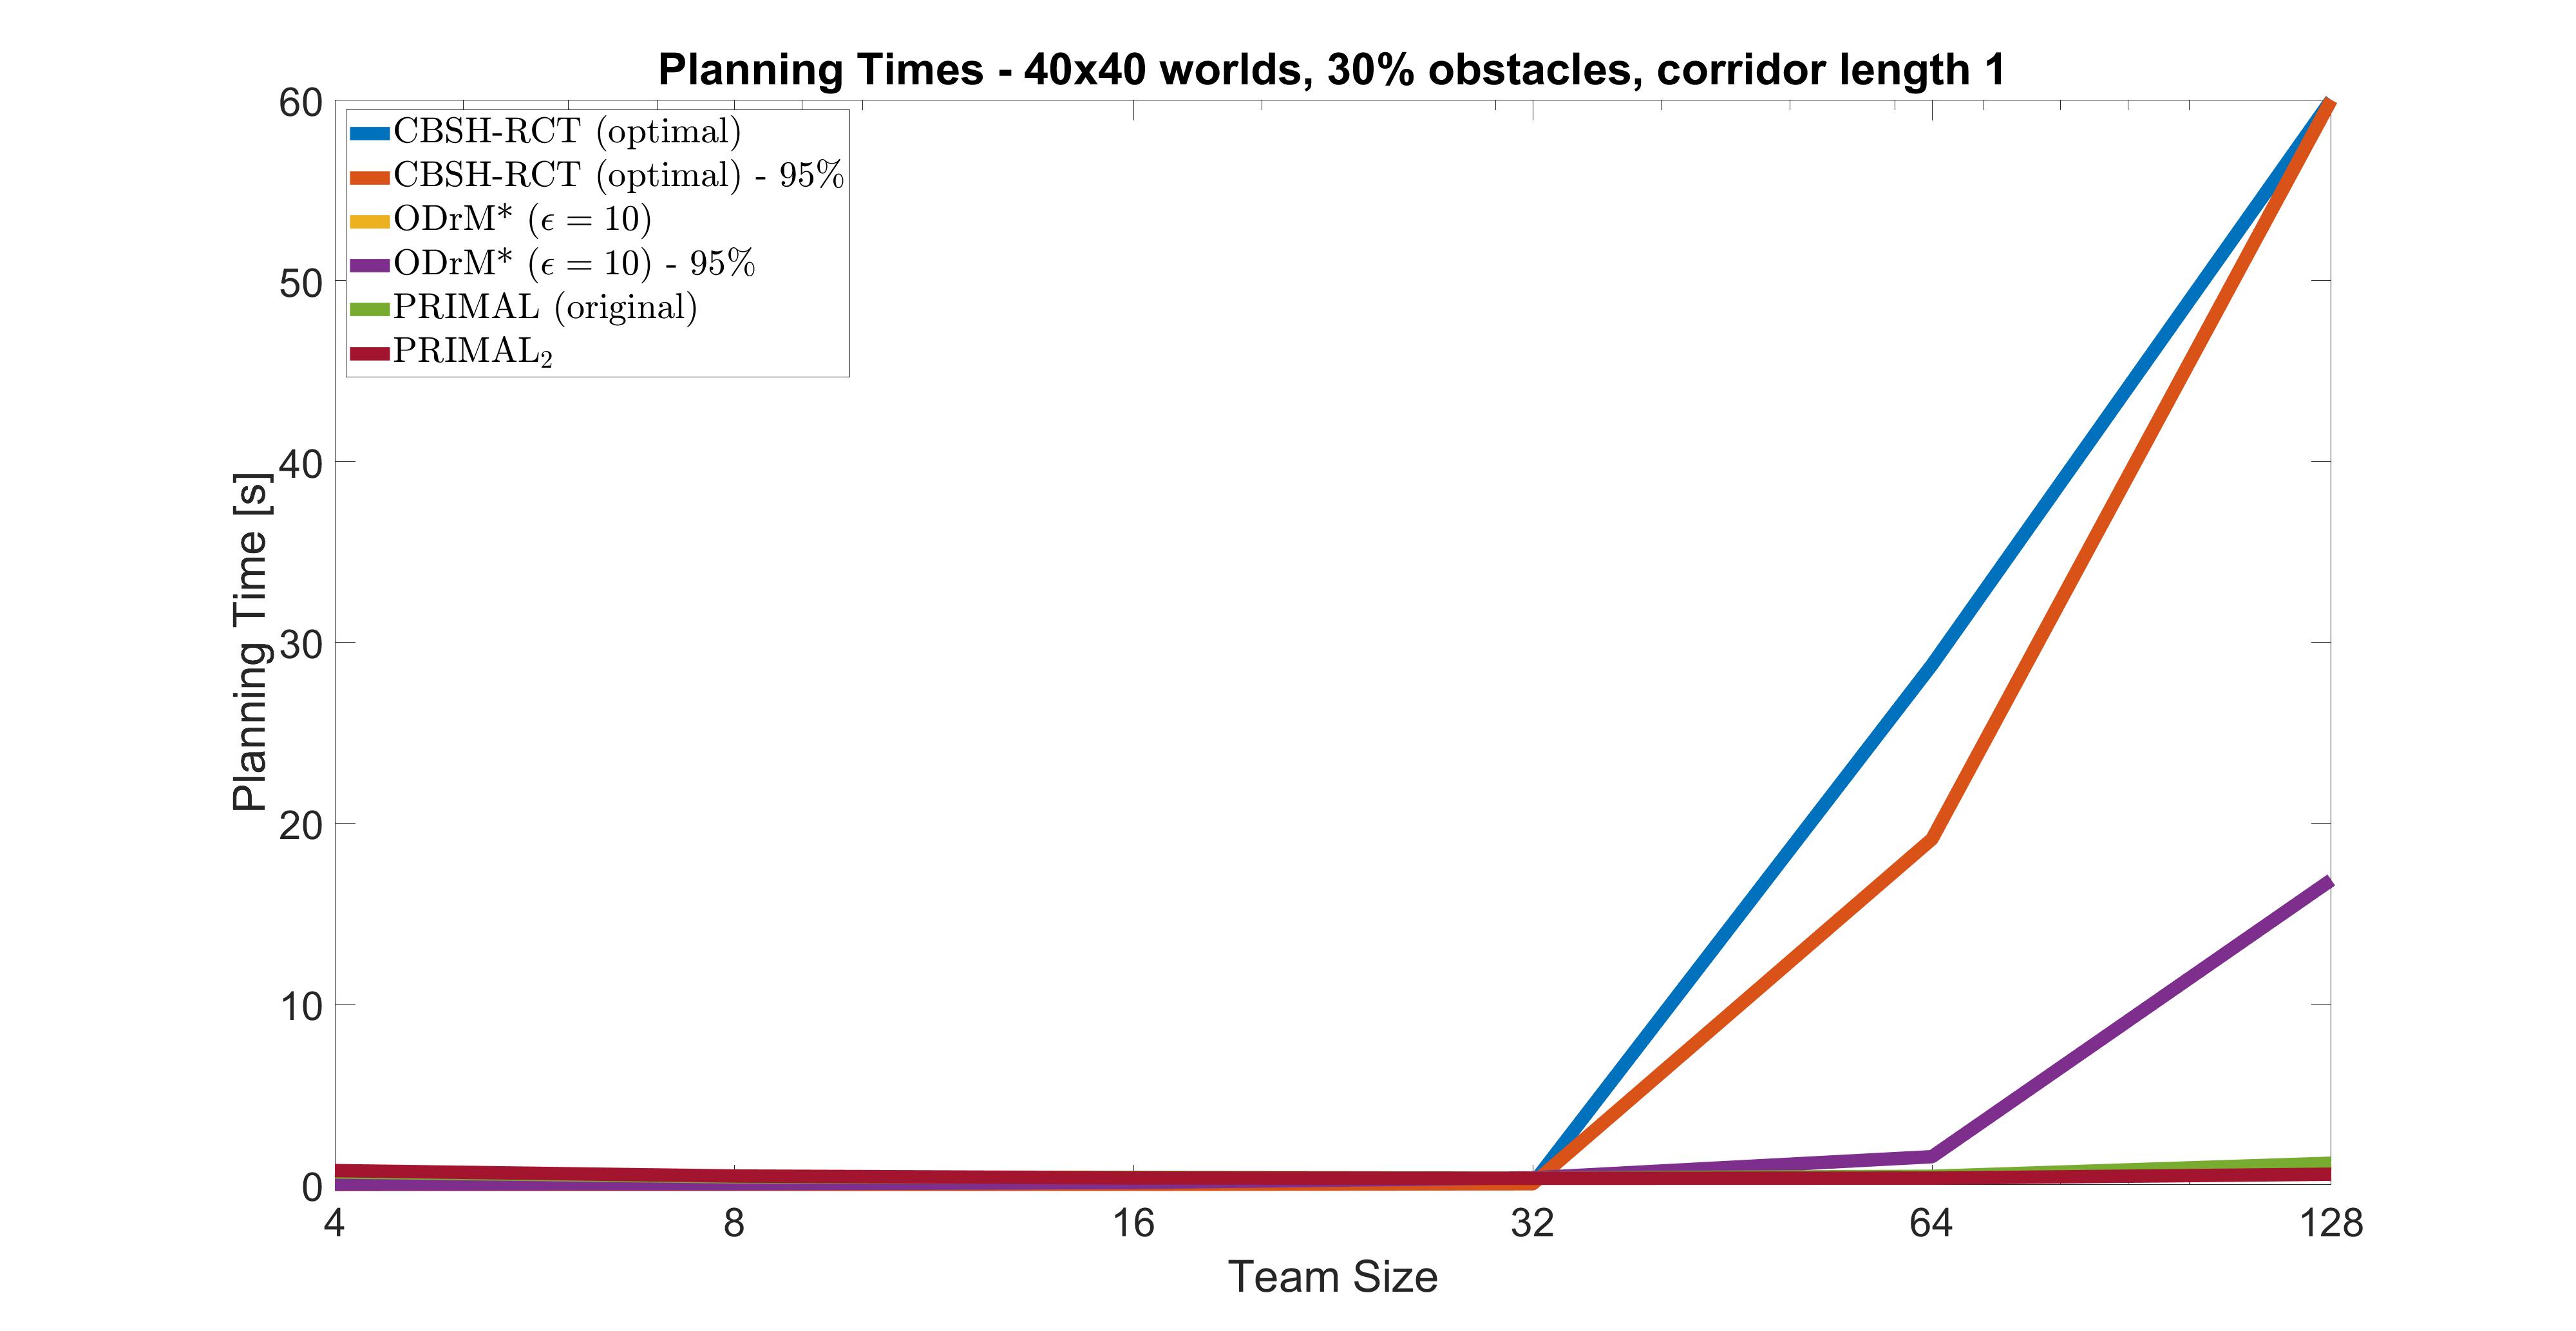 Planning Times - 40x40 worlds, 30% obstacles, corridor length 1
60
50
40
30
20
10
0
Planning Time [s]
CBSH-RCT (optimal)
CBSH-RCT (optimal) - 95%
ODrM* (ϵ = 10)
ODrM* (ϵ = 10) - 95%
PRIMAL (original)
PRIMAL₂
4 8 16 32 64 128
Team Size